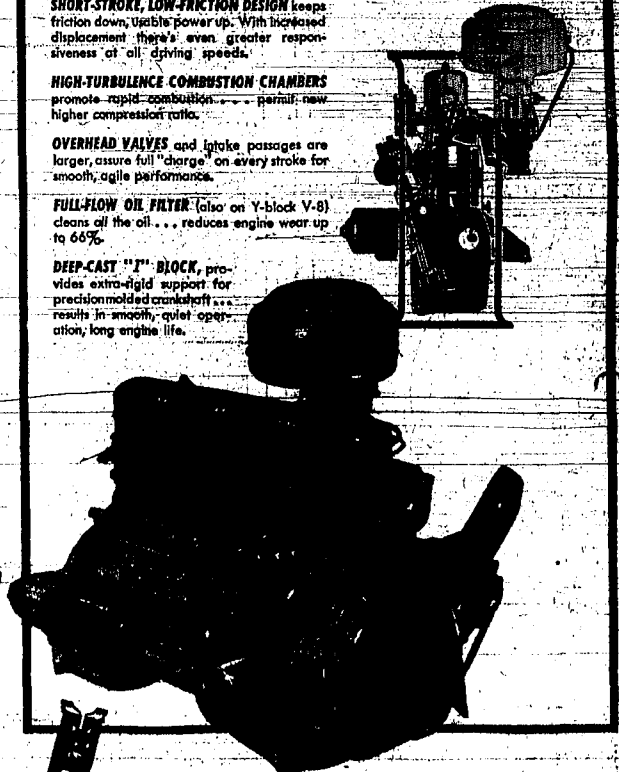 SHORT-STROKE, LOW-FRICTION DESIGN keeps
friction down, usable power up. With increased
displacement there's even greater respon-
siveness at all driving speeds.
HIGH-TURBULENCE COMBUSTION CHAMBERS
promote rapid combustion . . . . permit new
higher compression ratio.
OVERHEAD VALVES and intake passages are
larger, assure full "charge" on every stroke for
smooth, agile performance.
FULL-FLOW OIL FILTER (also on Y-block V-8)
cleans all the oil . . . reduces engine wear up
to 66%.
DEEP-CAST "I" BLOCK, pro-
vides extra-rigid support for
precision molded crankshaft . . .
results in smooth, quiet oper-
ation, long engine life.